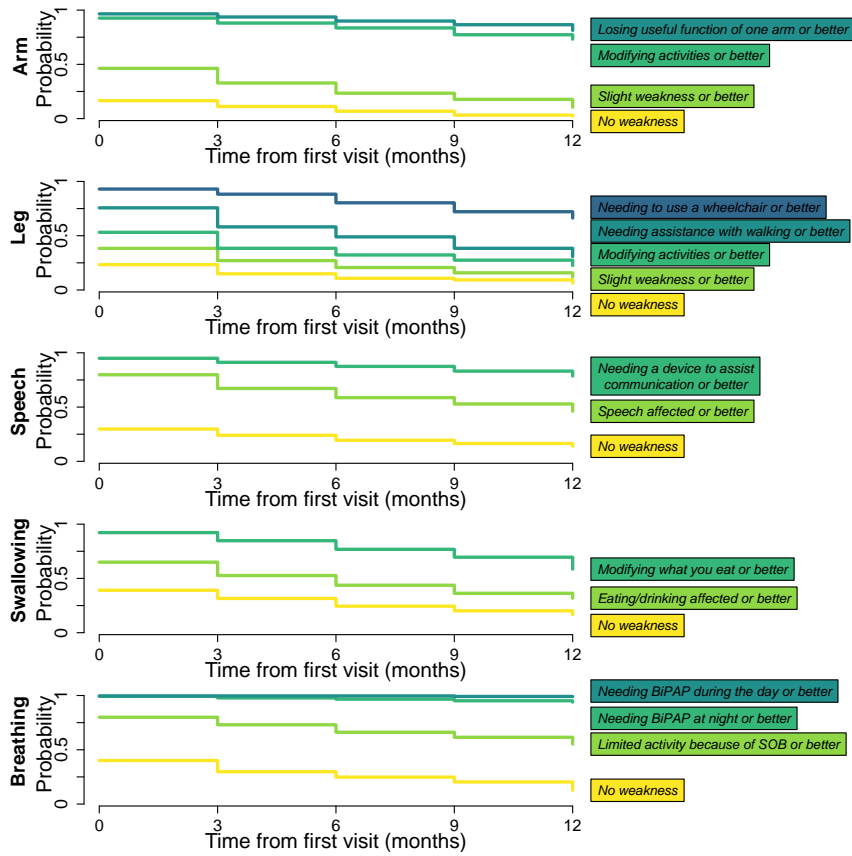 Arm
Probability
0
0.5
1
0
3
6
9
12
Time from first visit (months)
Losing useful function of one arm or better
Modifying activities or better
Slight weakness or better
No weakness
Leg
Probability
0
0.5
1
0
3
6
9
12
Time from first visit (months)
Needing to use a wheelchair or better
Needing assistance with walking or better
Modifying activities or better
Slight weakness or better
No weakness
Speech
Probability
0
0.5
1
0
3
6
9
12
Time from first visit (months)
Needing a device to assist
communication or better
Speech affected or better
No weakness
Swallowing
Probability
0
0.5
1
0
3
6
9
12
Time from first visit (months)
Modifying what you eat or better
Eating/drinking affected or better
No weakness
Breathing
Probability
0
0.5
1
0
3
6
9
12
Time from first visit (months)
Needing BiPAP during the day or better
Needing BiPAP at night or better
Limited activity because of SOB or better
No weakness